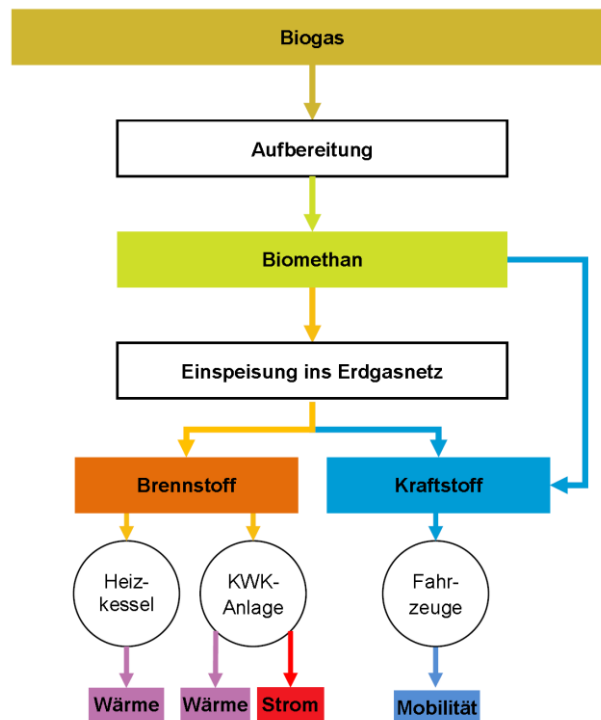 Biogas
Aufbereitung
Biomethan
Einspeisung ins Erdgasnetz
Brennstoff
Kraftstoff
Heiz-
kessel
KWK-
Anlage
Fahr-
zeuge
Wärme
Wärme
Strom
Mobilität